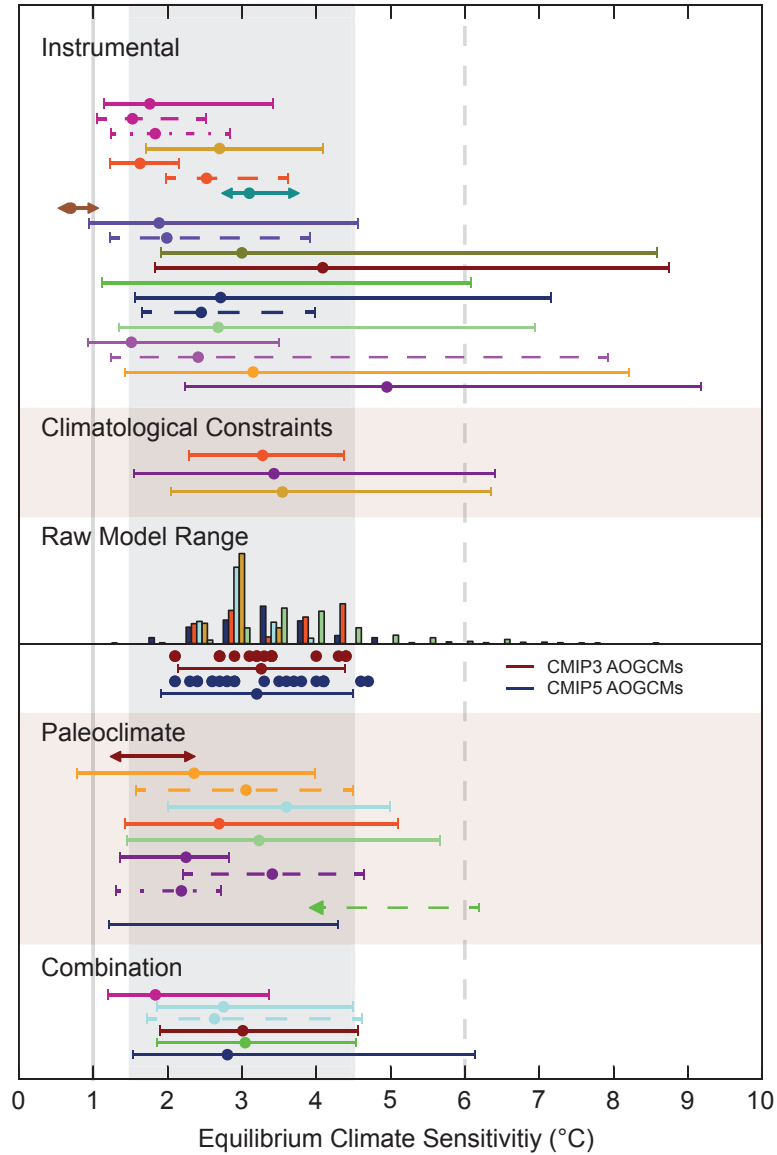 Instrumental
Climatological Constraints
Raw Model Range
CMIP3 AOGCMs
CMIP5 AOGCMs
Paleoclimate
Combination
0 1 2 3 4 5 6 7 8 9 10
Equilibrium Climate Sensitivitiy (°C)